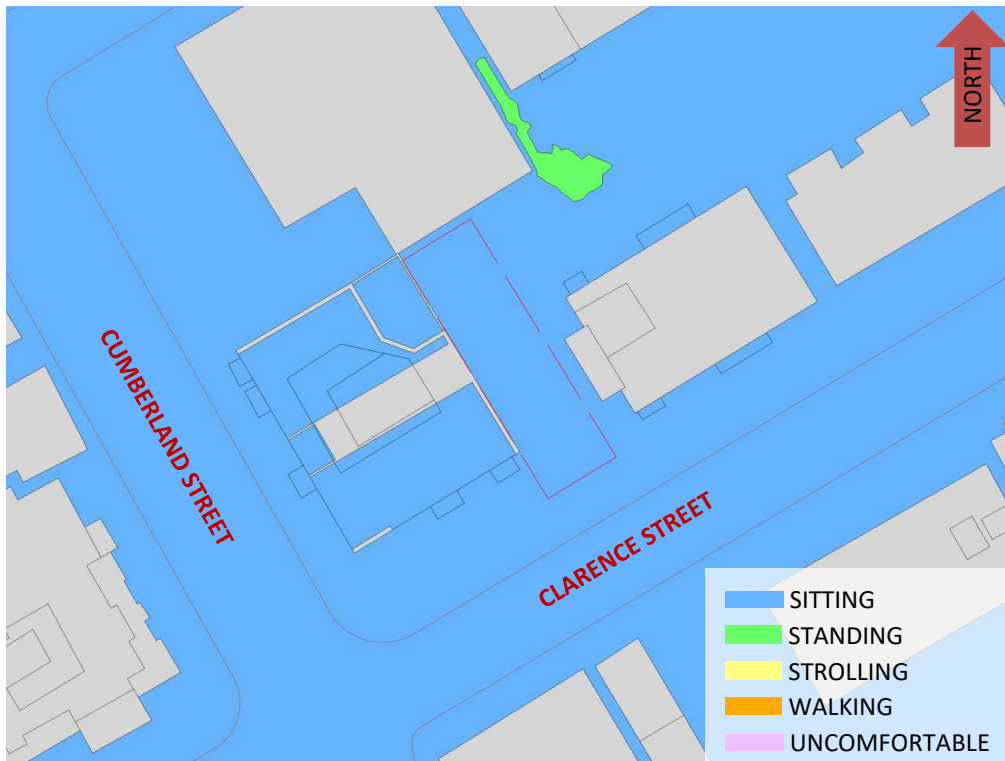 NORTH
CUMBERLAND STREET
CLARENCE STREET
SITTING
STANDING
STROLLING
WALKING
UNCOMFORTABLE